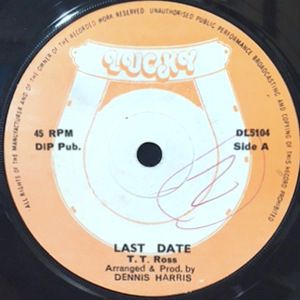 ALL RIGHTS OF THE MANUFACTURER AND OF THE OWNER OF THE RECORDED WORK RESERVED. UNAUTHORISED PUBLIC PERFORMANCE BROADCASTING AND COPYING OF THIS RECORD PROHIBITED
LUCKY
45 RPM
DIP Pub.
DL5104
Side A
LAST DATE
T. T. Ross
Arranged & Prod. by
DENNIS HARRIS